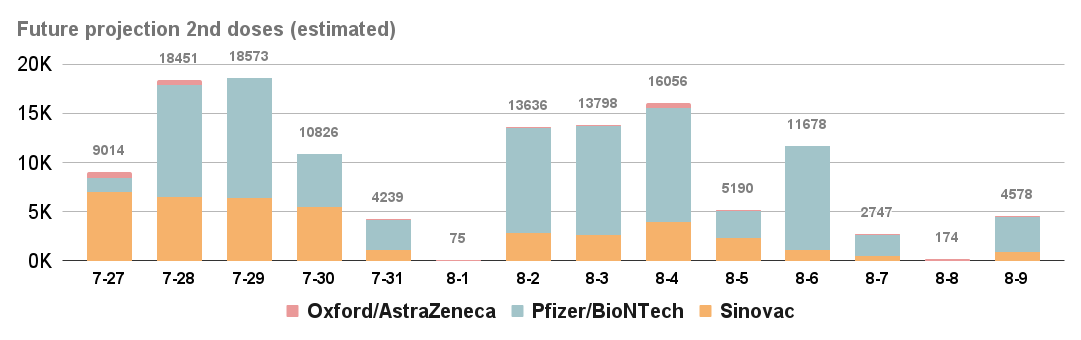 Future projection 2nd doses (estimated)
20K
15K
10K
5K
0K
9014
18451
18573
10826
4239
75
13636
13798
16056
5190
11678
2747
174
4578
7-27 7-28 7-29 7-30 7-31 8-1 8-2 8-3 8-4 8-5 8-6 8-7 8-8 8-9
Oxford/AstraZeneca Pfizer/BioNTech Sinovac